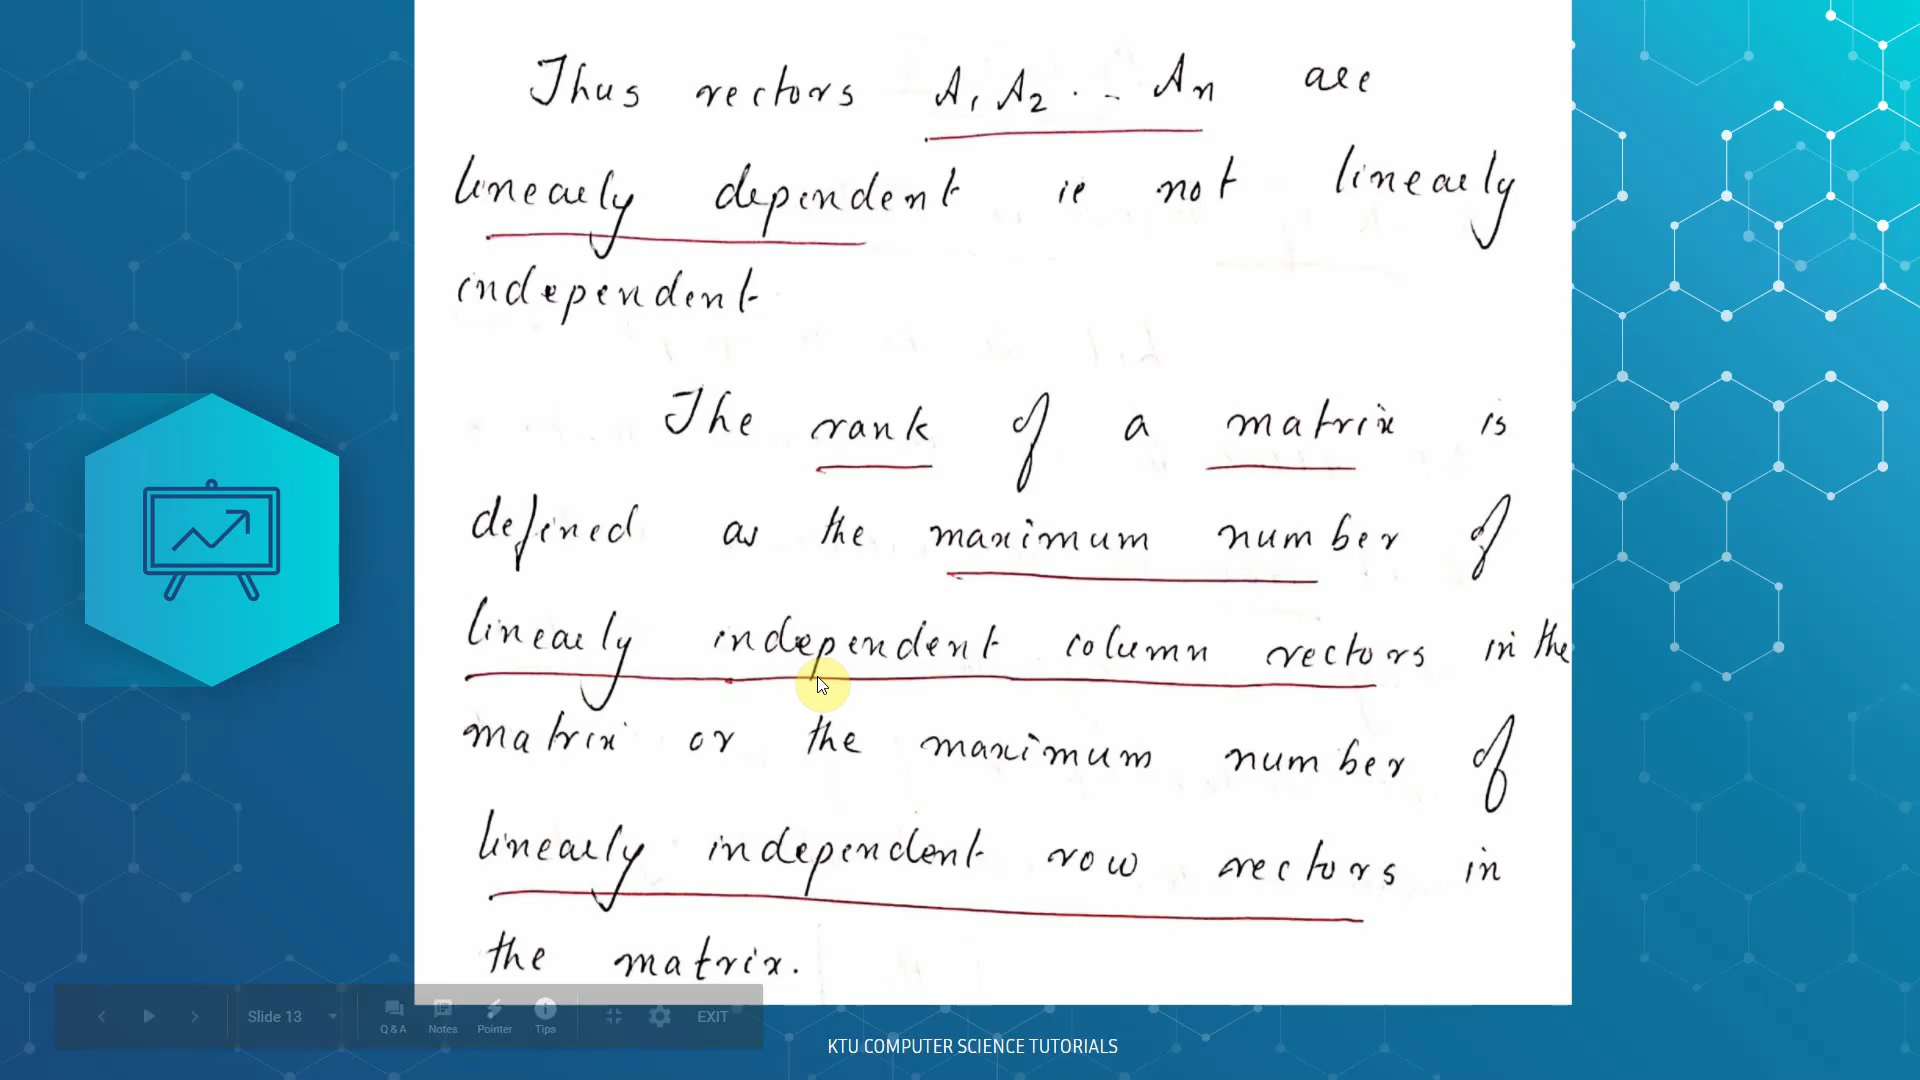 Thus vectors A1 A2 . - An are
linearly dependent ie not linearly
independent
The rank of a matrix is
defined as the maximum number of
linearly independent column vectors in the
matrix or the maximum number of
linearly independent row vectors in
the matrix.
Slide 13
Q & A
Notes
Pointer
Tips
EXIT
KTU COMPUTER SCIENCE TUTORIALS